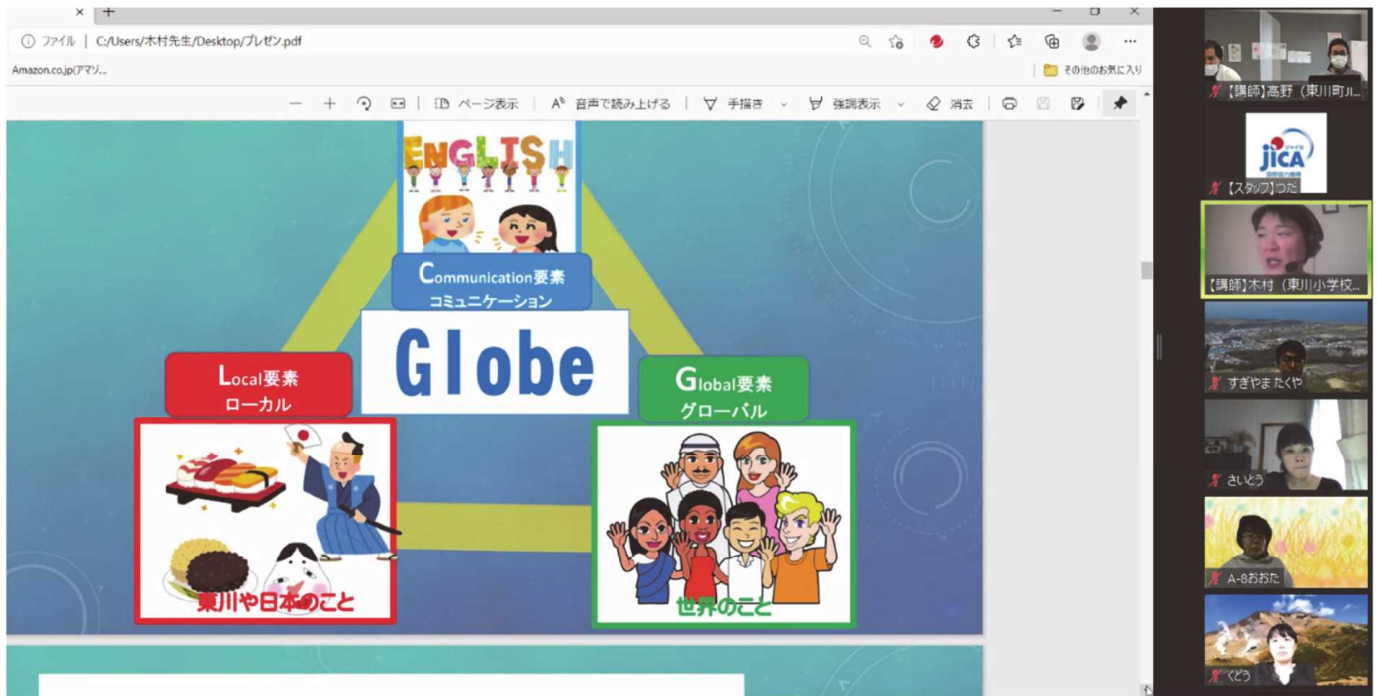 ファイル | C:/Users/木村先生/Desktop/プレゼン.pdf
Amazon.co.jp(アマゾ...
その他のお気に入り
ページ表示
音声で読み上げる
手描き
強調表示
消去
ENGLISH
Communication要素
コミュニケーション
Globe
Local要素
ローカル
Global要素
グローバル
東川や日本のこと
世界のこと
【講師】高野（東川町JI...
jICA
【スタッフ】つだ
【講師】木村（東川小学校...
すぎやま たくや
さいとう
A-8おおた
くどう